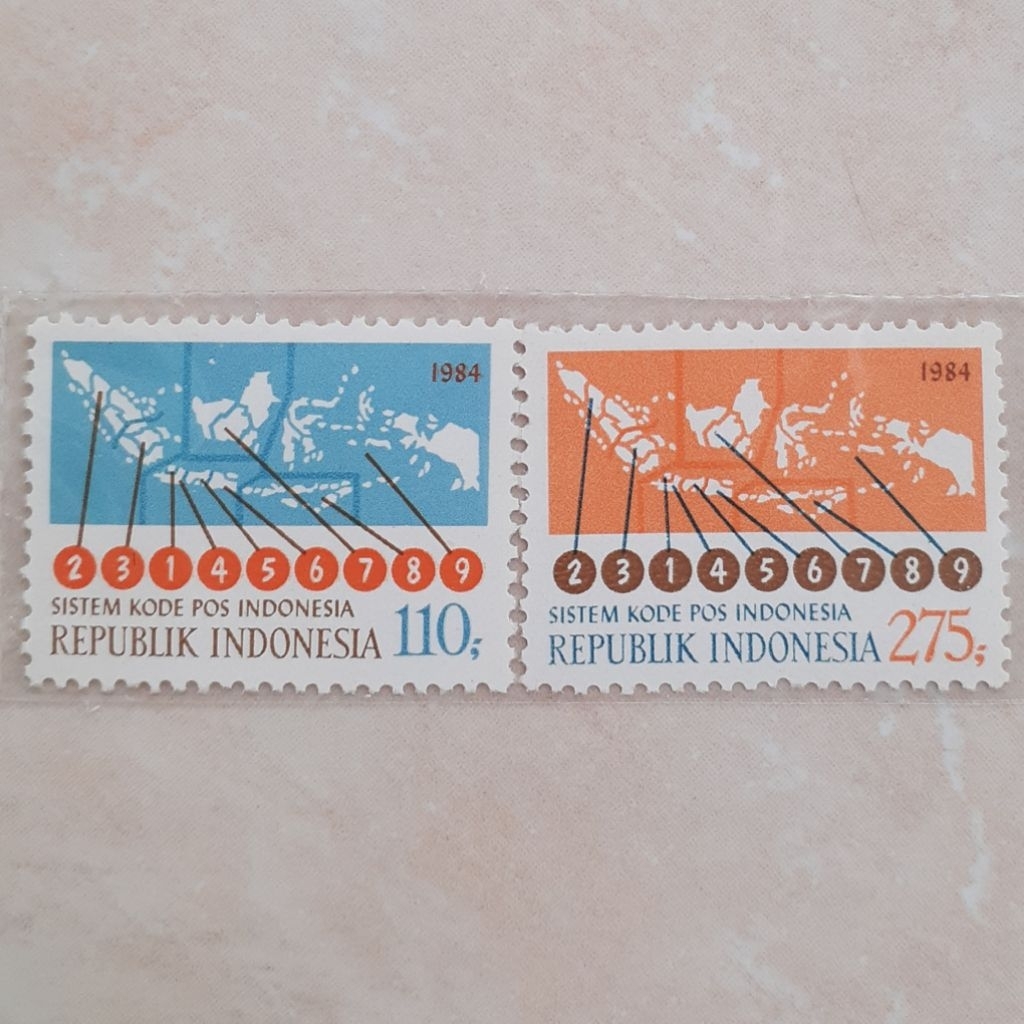 1984
2 3 1 4 5 6 7 8 9
SISTEM KODE POS INDONESIA
REPUBLIK INDONESIA 110,-
1984
2 3 1 4 5 6 7 8 9
SISTEM KODE POS INDONESIA
REPUBLIK INDONESIA 275,-